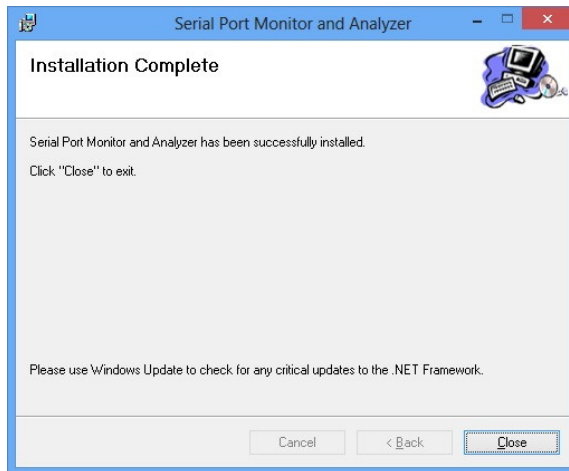 Serial Port Monitor and Analyzer
Installation Complete
Serial Port Monitor and Analyzer has been successfully installed.
Click "Close" to exit.
Please use Windows Update to check for any critical updates to the .NET Framework.
Cancel < Back Close